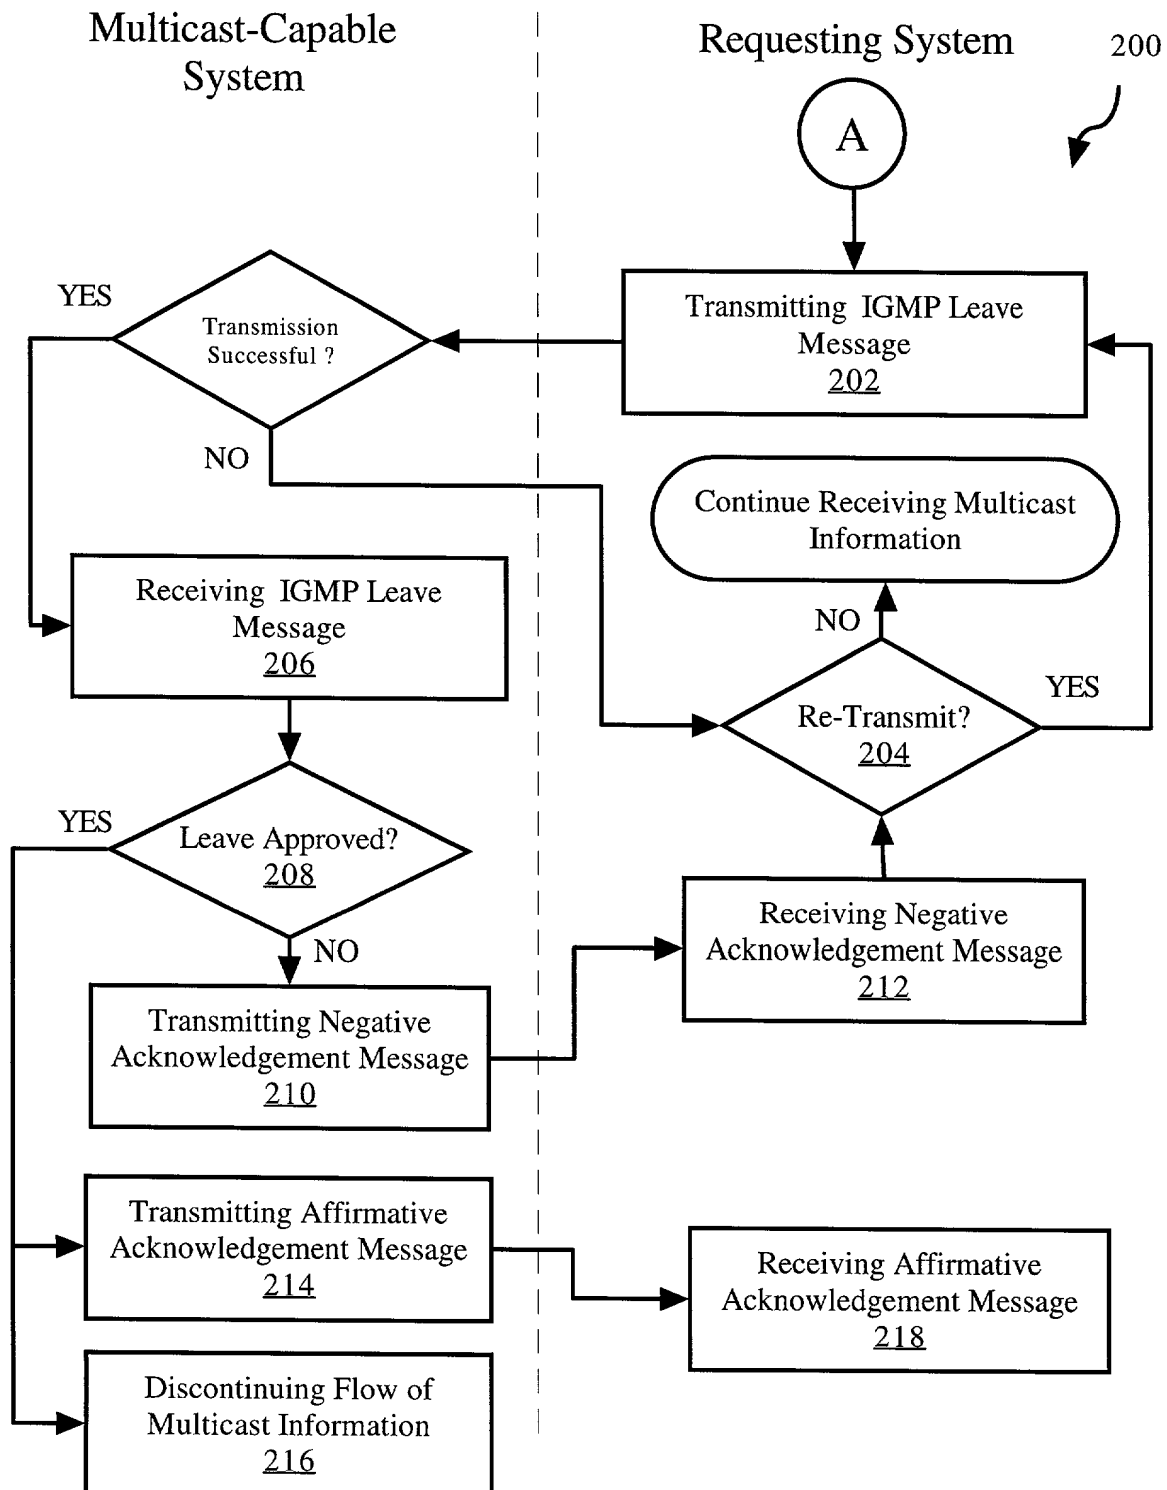 Multicast-Capable
System
Requesting System
200
A
YES
Transmission
Successful ?
NO
Transmitting IGMP Leave
Message
202
Continue Receiving Multicast
Information
Receiving IGMP Leave
Message
206
NO
YES
Re-Transmit?
204
YES
Leave Approved?
208
NO
Receiving Negative
Acknowledgement Message
212
Transmitting Negative
Acknowledgement Message
210
Transmitting Affirmative
Acknowledgement Message
214
Receiving Affirmative
Acknowledgement Message
218
Discontinuing Flow of
Multicast Information
216